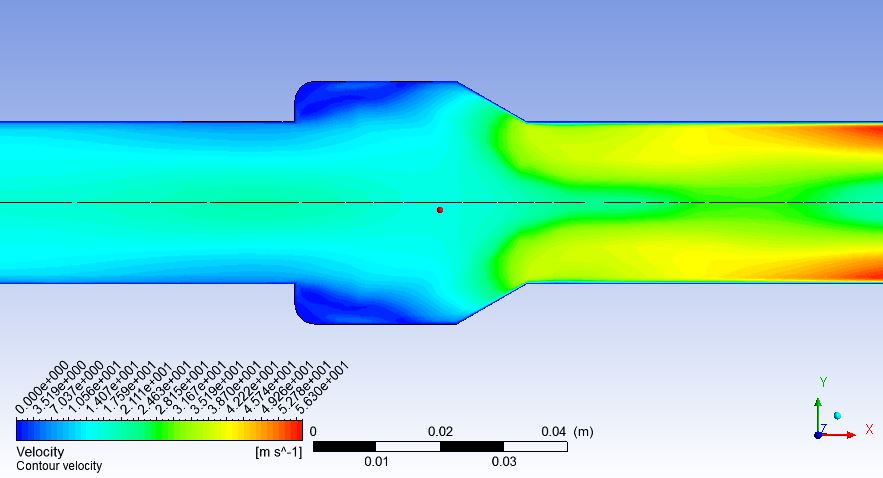 0.000e+000
3.519e+000
7.037e+000
1.056e+001
1.407e+001
1.759e+001
2.111e+001
2.463e+001
2.815e+001
3.167e+001
3.519e+001
3.870e+001
4.222e+001
4.574e+001
4.926e+001
5.278e+001
5.630e+001
Velocity [m s^-1]
Contour velocity
0 0.02 0.04 (m)
0.01 0.03
Y
Z X